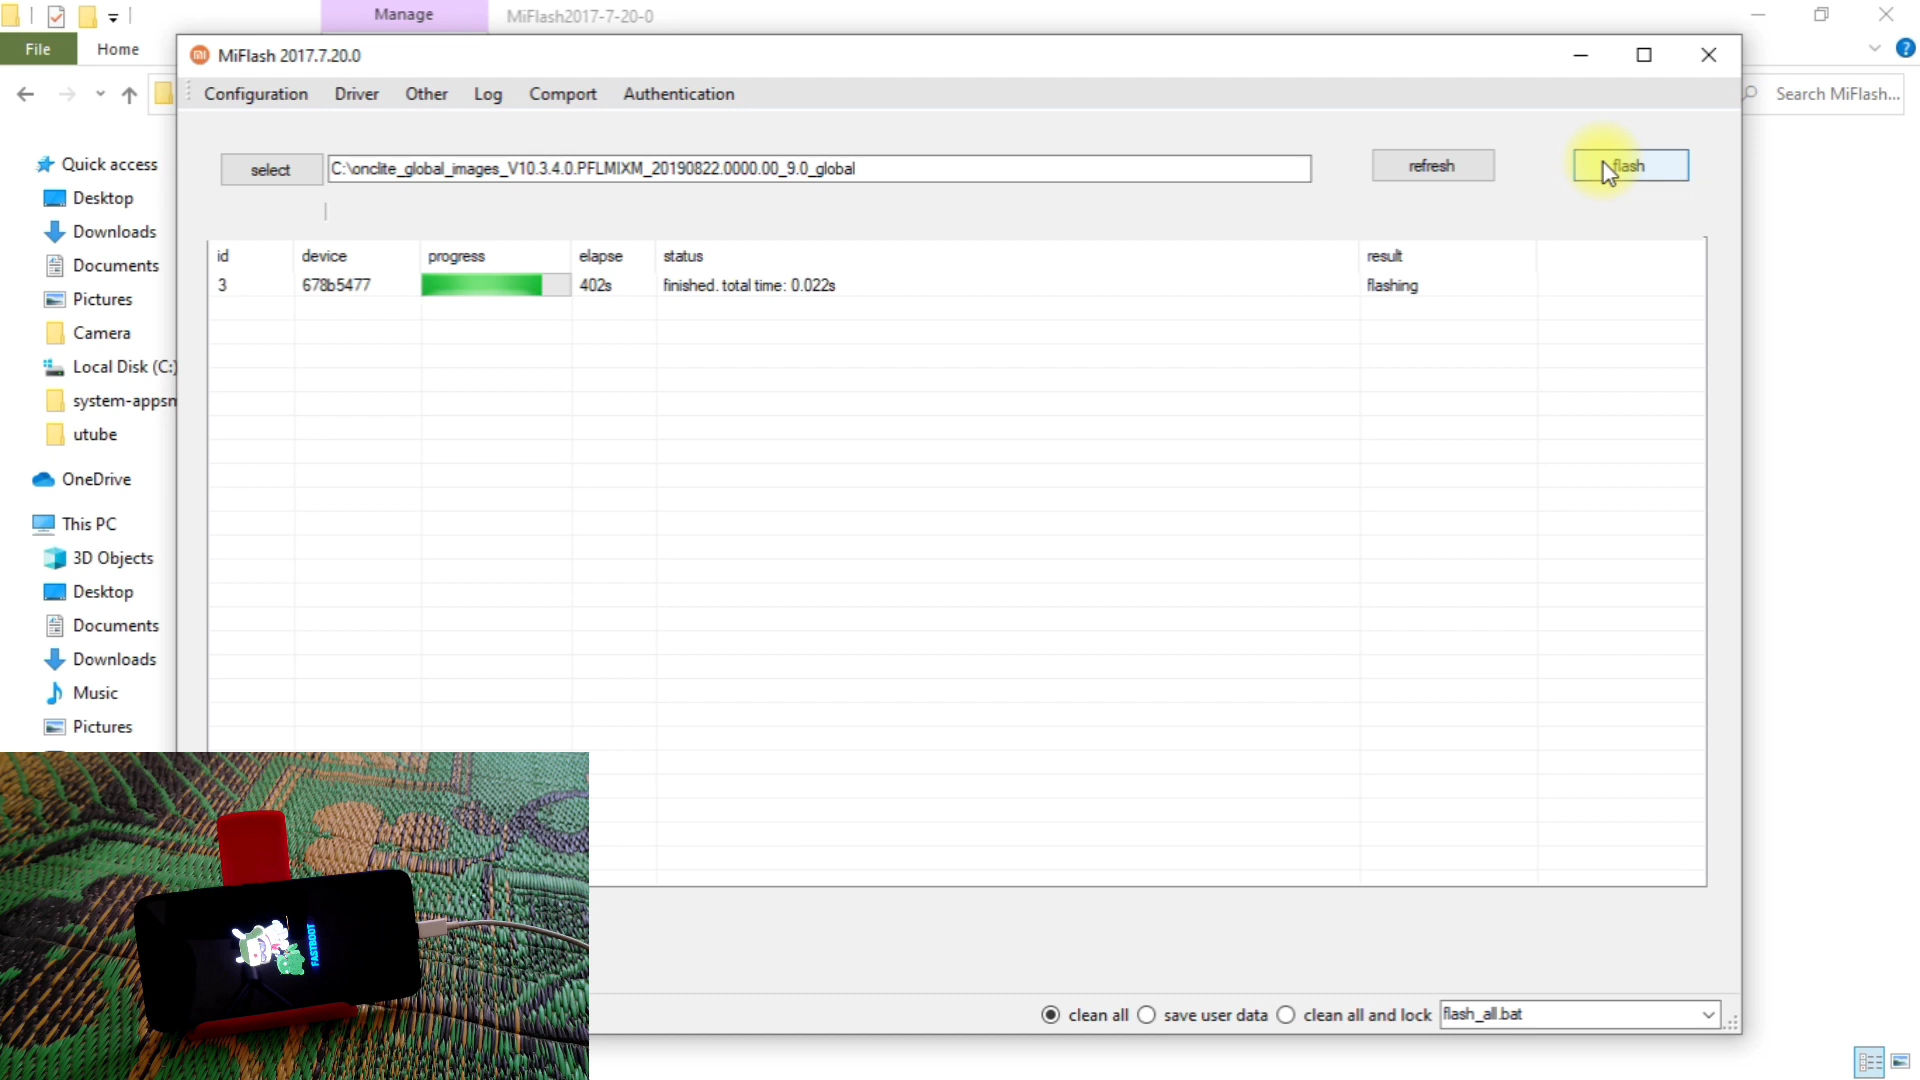 Manage
MiFlash2017-7-20-0
File
Home
MiFlash 2017.7.20.0
Configuration
Driver
Other
Log
Comport
Authentication
Search MiFlash...
select
C:\onclite_global_images_V10.3.4.0.PFLMIXM_20190822.0000.00_9.0_global
refresh
flash
id
device
progress
elapse
status
result
3
678b5477
402s
finished. total time: 0.022s
flashing
Quick access
Desktop
Downloads
Documents
Pictures
Camera
Local Disk (C:)
system-appsn
utube
OneDrive
This PC
3D Objects
Desktop
Documents
Downloads
Music
Pictures
FASTBOOT
clean all
save user data
clean all and lock
flash_all.bat